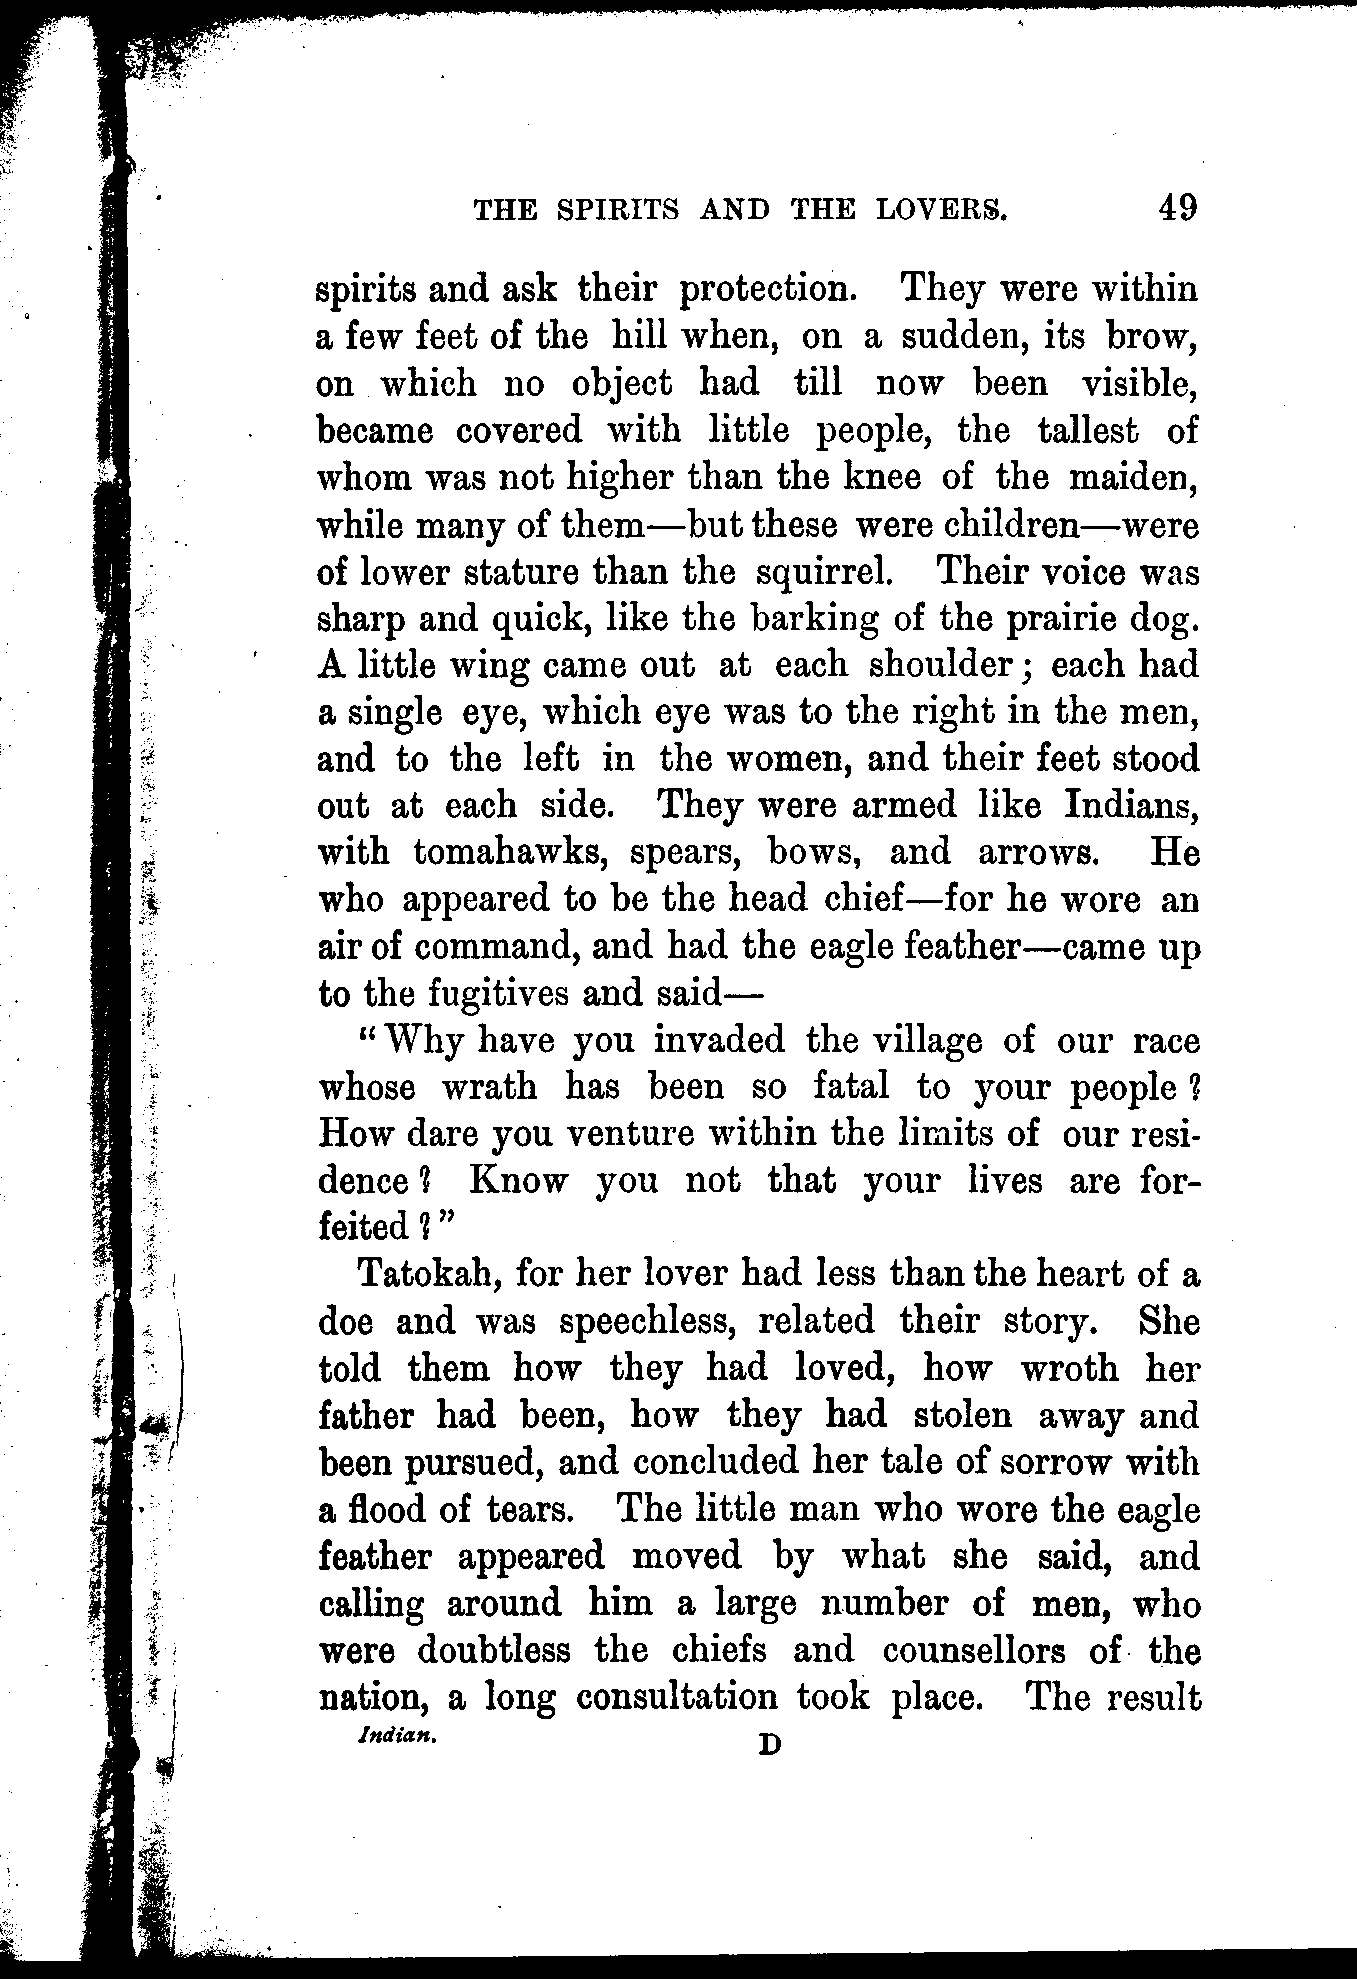 THE SPIRITS AND THE LOVERS. 49
spirits and ask their protection. They were within
a few feet of the hill when, on a sudden, its brow,
on which no object had till now been visible,
became covered with little people, the tallest of
whom was not higher than the knee of the maiden,
while many of them—but these were children—were
of lower stature than the squirrel. Their voice was
sharp and quick, like the barking of the prairie dog.
A little wing came out at each shoulder; each had
a single eye, which eye was to the right in the men,
and to the left in the women, and their feet stood
out at each side. They were armed like Indians,
with tomahawks, spears, bows, and arrows. He
who appeared to be the head chief—for he wore an
air of command, and had the eagle feather—came up
to the fugitives and said—
"Why have you invaded the village of our race
whose wrath has been so fatal to your people?
How dare you venture within the limits of our resi-
dence? Know you not that your lives are for-
feited?"
Tatokah, for her lover had less than the heart of a
doe and was speechless, related their story. She
told them how they had loved, how wroth her
father had been, how they had stolen away and
been pursued, and concluded her tale of sorrow with
a flood of tears. The little man who wore the eagle
feather appeared moved by what she said, and
calling around him a large number of men, who
were doubtless the chiefs and counsellors of the
nation, a long consultation took place. The result
Indian. D